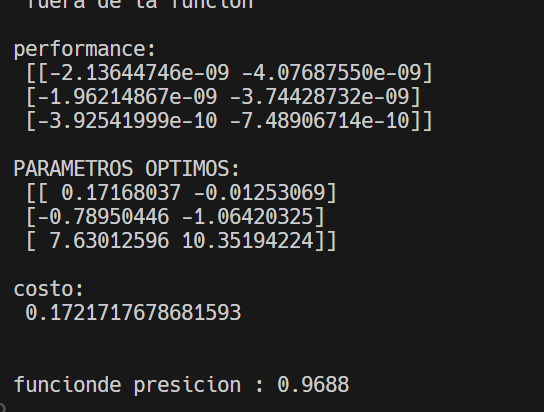 fuera de la funcion
performance:
[[-2.13644746e-09 -4.07687550e-09]
[-1.96214867e-09 -3.74428732e-09]
[-3.92541999e-10 -7.48906714e-10]]
PARAMETROS OPTIMOS:
[[ 0.17168037 -0.01253069]
[-0.78950446 -1.06420325]
[ 7.63012596 10.35194224]]
costo:
0.1721717678681593
funcionde presicion : 0.9688